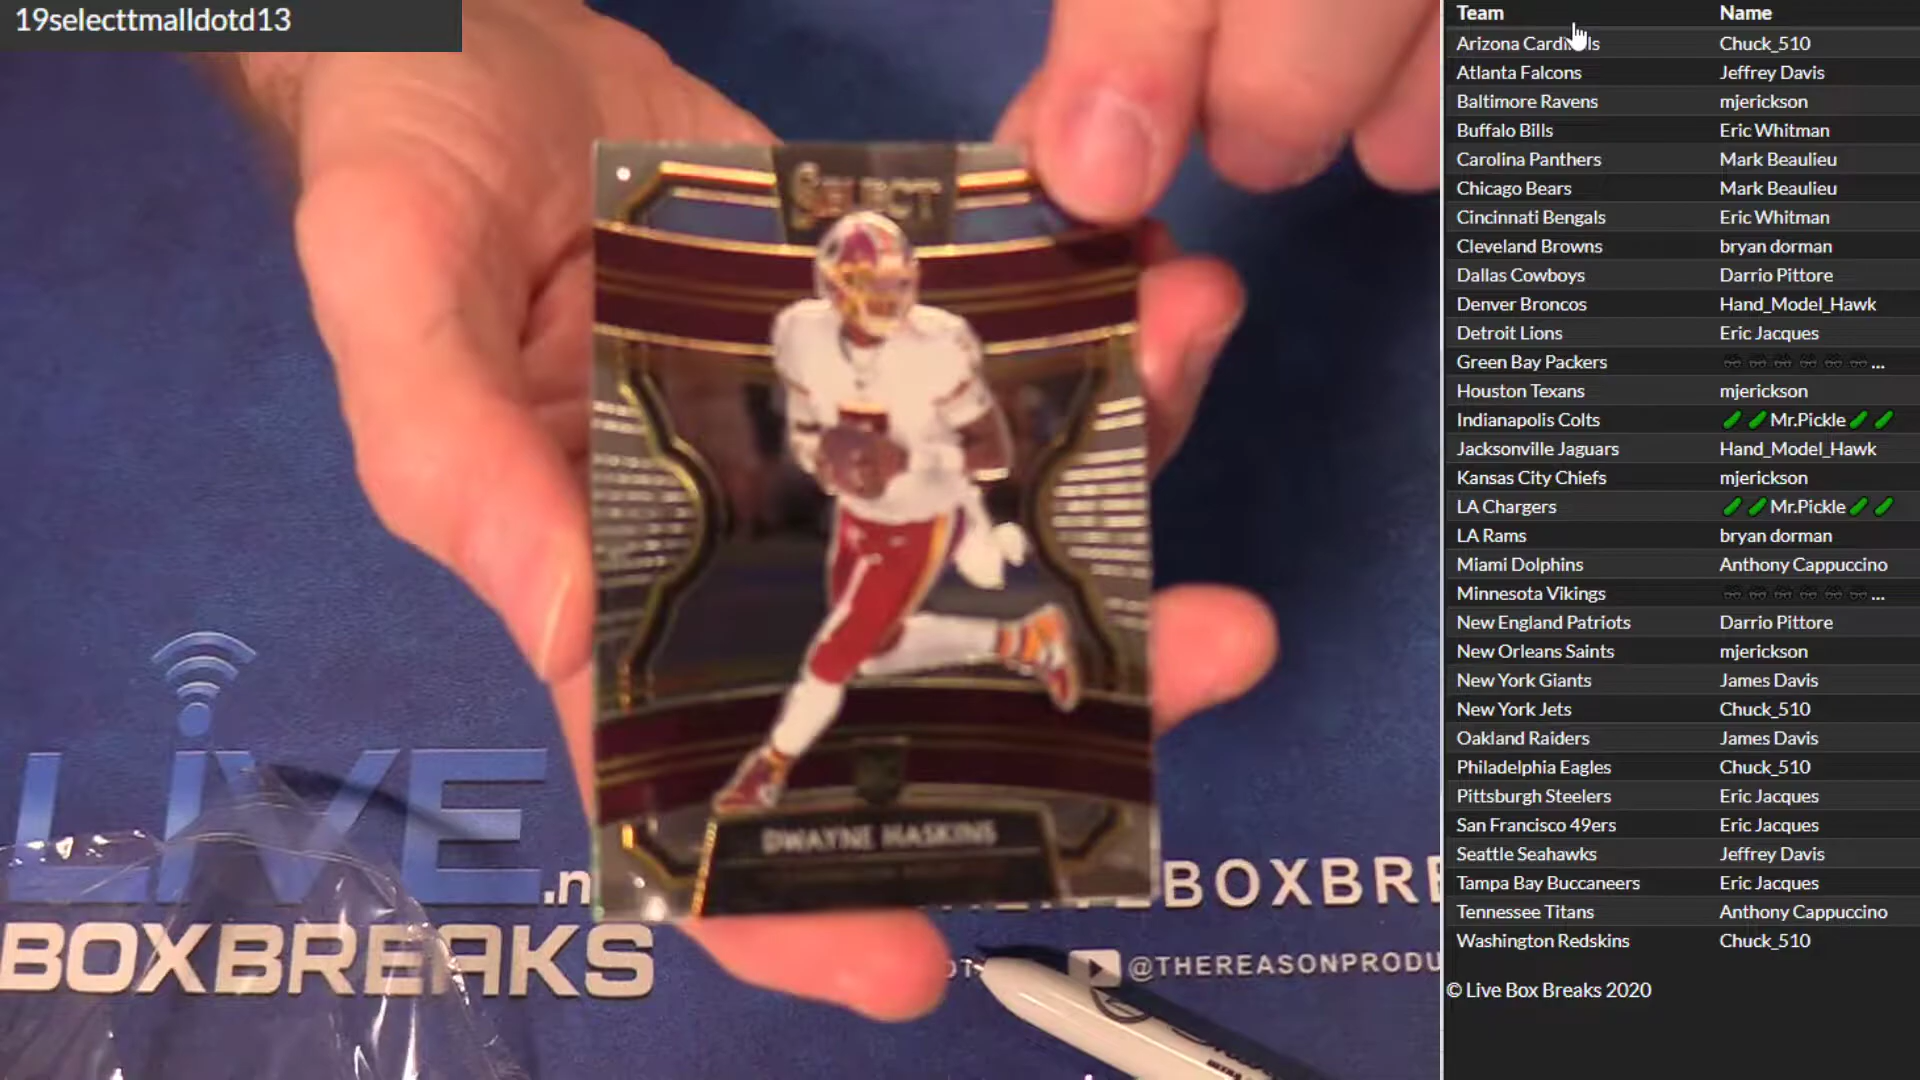 19selecttmalldotd13
SELECT
DWAYNE HASKINS
LIVE.n
BOXBREAKS
BOXBRE
@THEREASONPRODU
Team Name
Arizona Cardinals Chuck_510
Atlanta Falcons Jeffrey Davis
Baltimore Ravens mjerickson
Buffalo Bills Eric Whitman
Carolina Panthers Mark Beaulieu
Chicago Bears Mark Beaulieu
Cincinnati Bengals Eric Whitman
Cleveland Browns bryan dorman
Dallas Cowboys Darrio Pittore
Denver Broncos Hand_Model_Hawk
Detroit Lions Eric Jacques
Green Bay Packers ...
Houston Texans mjerickson
Indianapolis Colts Mr.Pickle
Jacksonville Jaguars Hand_Model_Hawk
Kansas City Chiefs mjerickson
LA Chargers Mr.Pickle
LA Rams bryan dorman
Miami Dolphins Anthony Cappuccino
Minnesota Vikings ...
New England Patriots Darrio Pittore
New Orleans Saints mjerickson
New York Giants James Davis
New York Jets Chuck_510
Oakland Raiders James Davis
Philadelphia Eagles Chuck_510
Pittsburgh Steelers Eric Jacques
San Francisco 49ers Eric Jacques
Seattle Seahawks Jeffrey Davis
Tampa Bay Buccaneers Eric Jacques
Tennessee Titans Anthony Cappuccino
Washington Redskins Chuck_510
© Live Box Breaks 2020